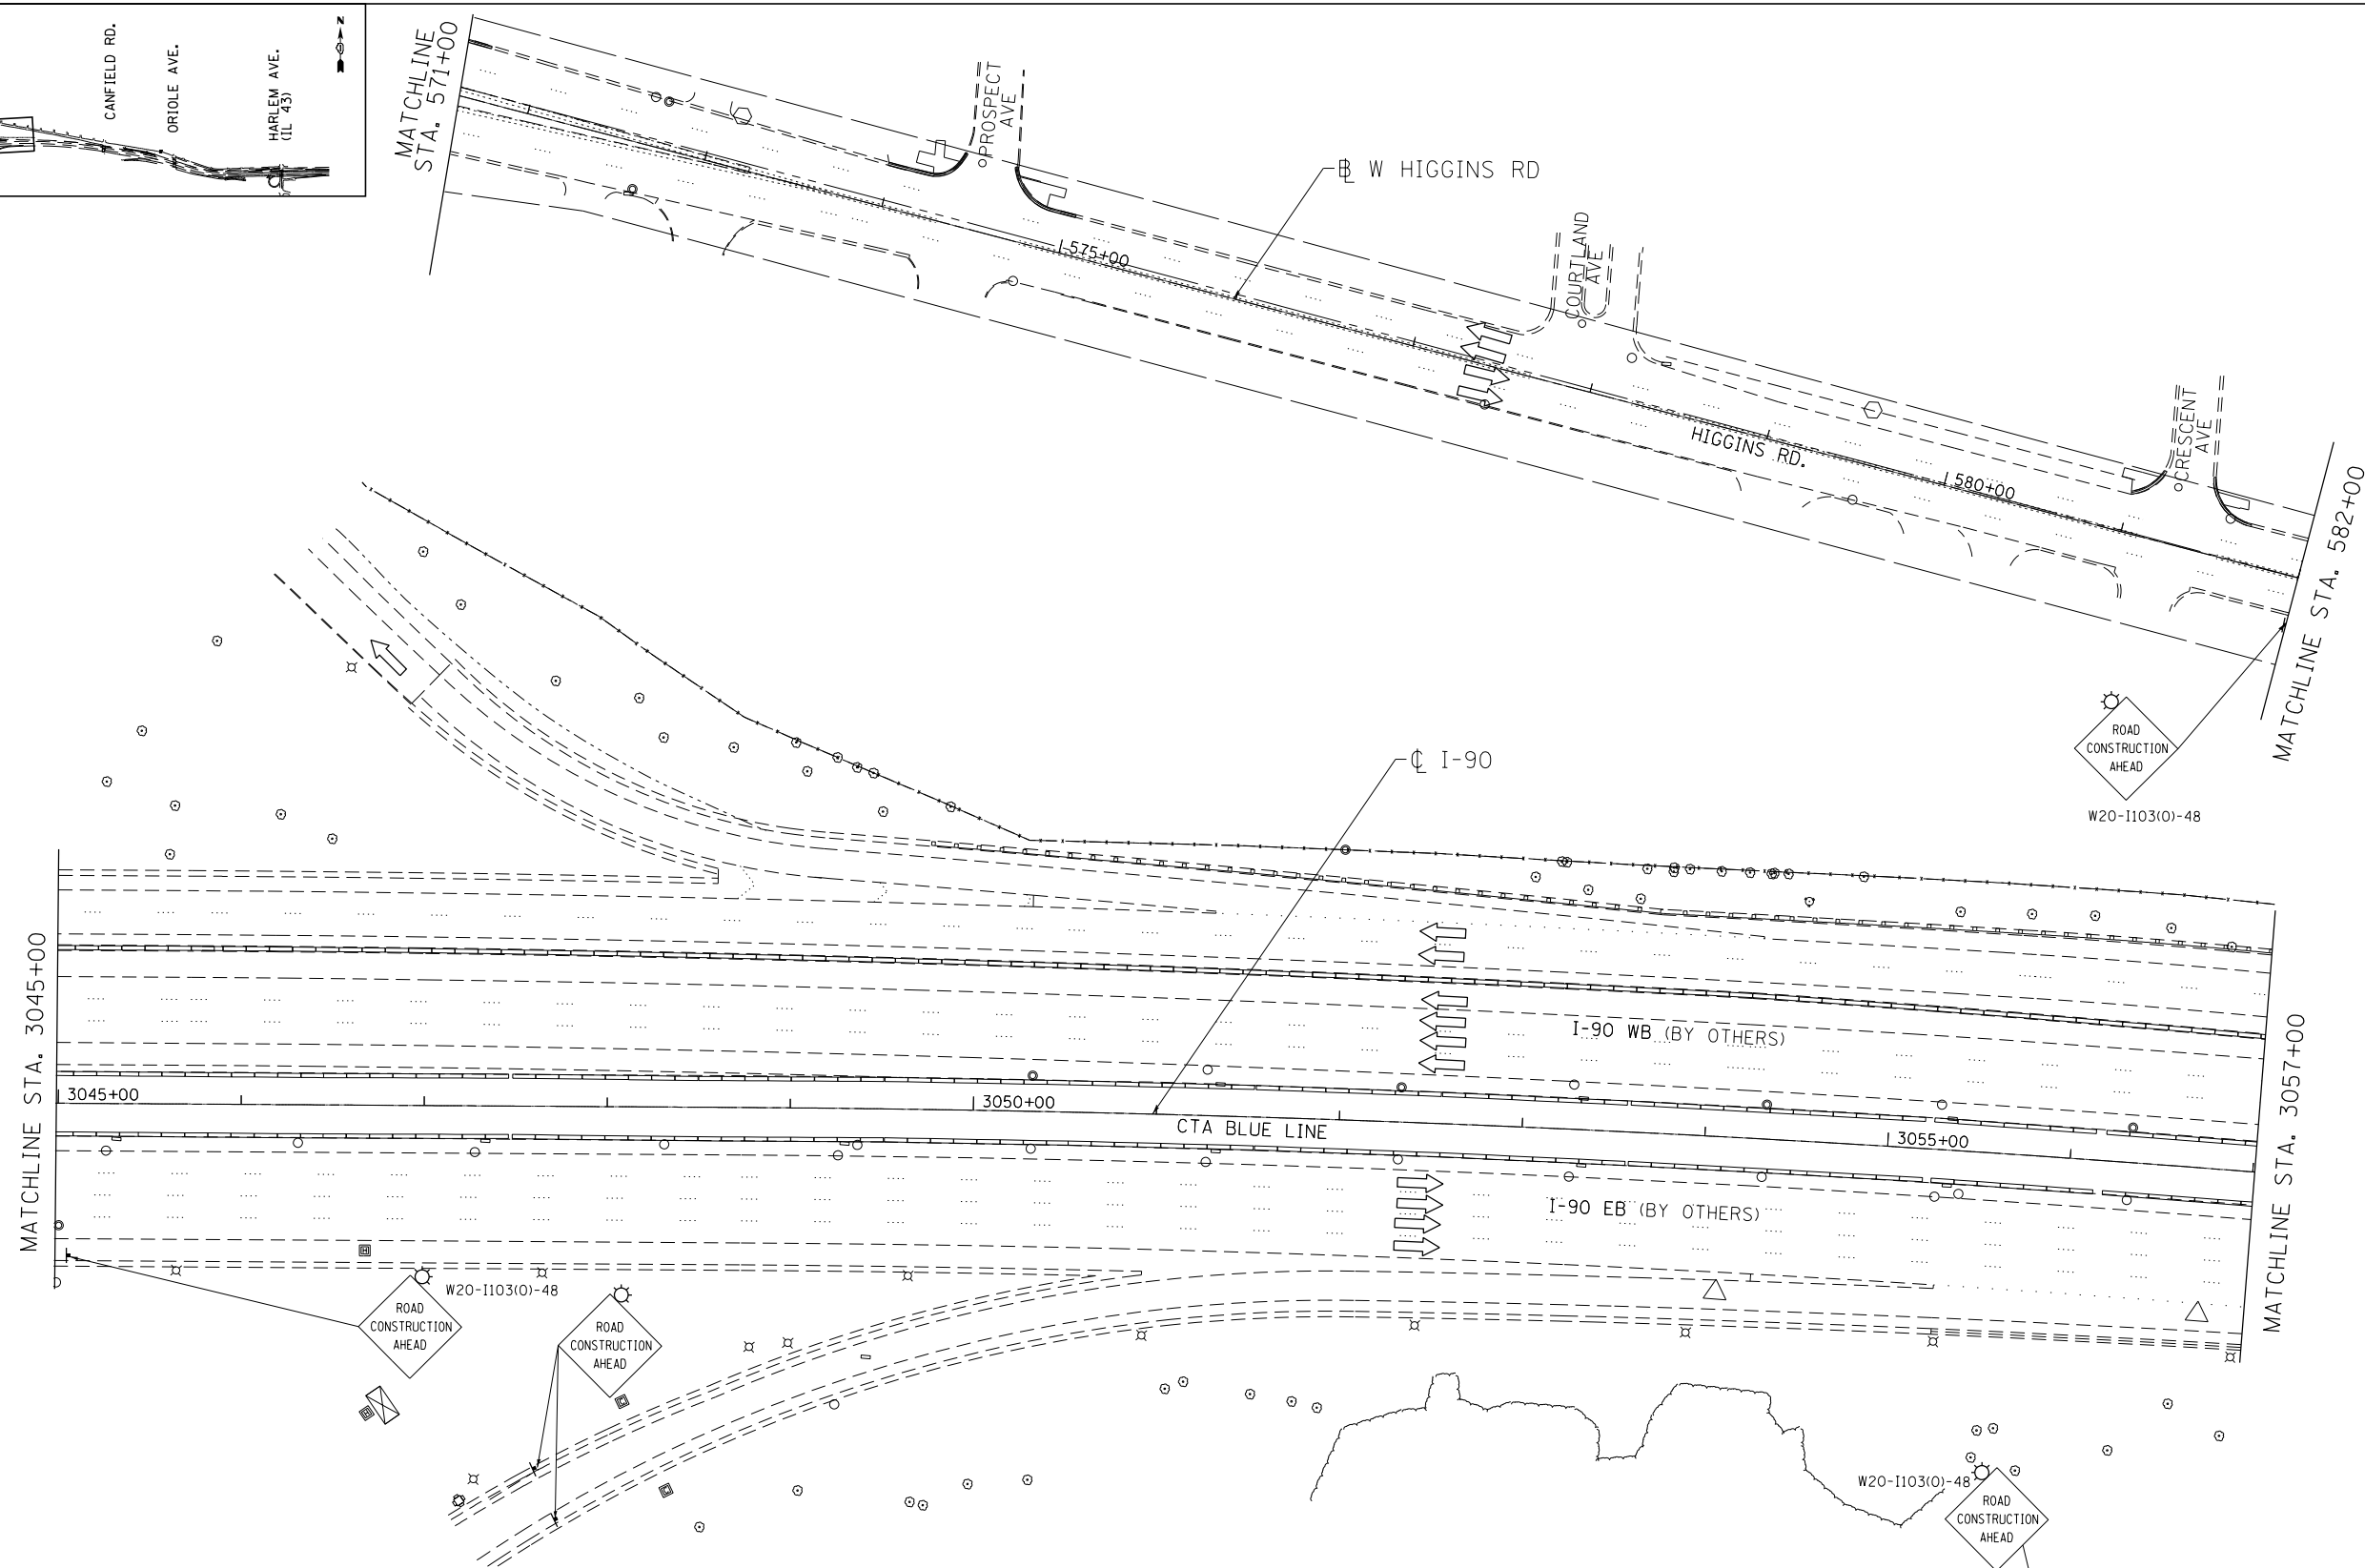 CANFIELD RD.
ORIOLE AVE.
HARLEM AVE.
(IL 43)
N
MATCHLINE
STA. 571+00
PROSPECT
AVE
B W HIGGINS RD
575+00
COURTLAND
AVE
HIGGINS RD.
580+00
CRESCENT
AVE
MATCHLINE STA. 582+00
ROAD
CONSTRUCTION
AHEAD
W20-I103(O)-48
℄ I-90
MATCHLINE STA. 3045+00
I-90 WB (BY OTHERS)
3045+00
3050+00
CTA BLUE LINE
3055+00
MATCHLINE STA. 3057+00
I-90 EB (BY OTHERS)
W20-I103(O)-48
ROAD
CONSTRUCTION
AHEAD
ROAD
CONSTRUCTION
AHEAD
W20-I103(O)-48
ROAD
CONSTRUCTION
AHEAD